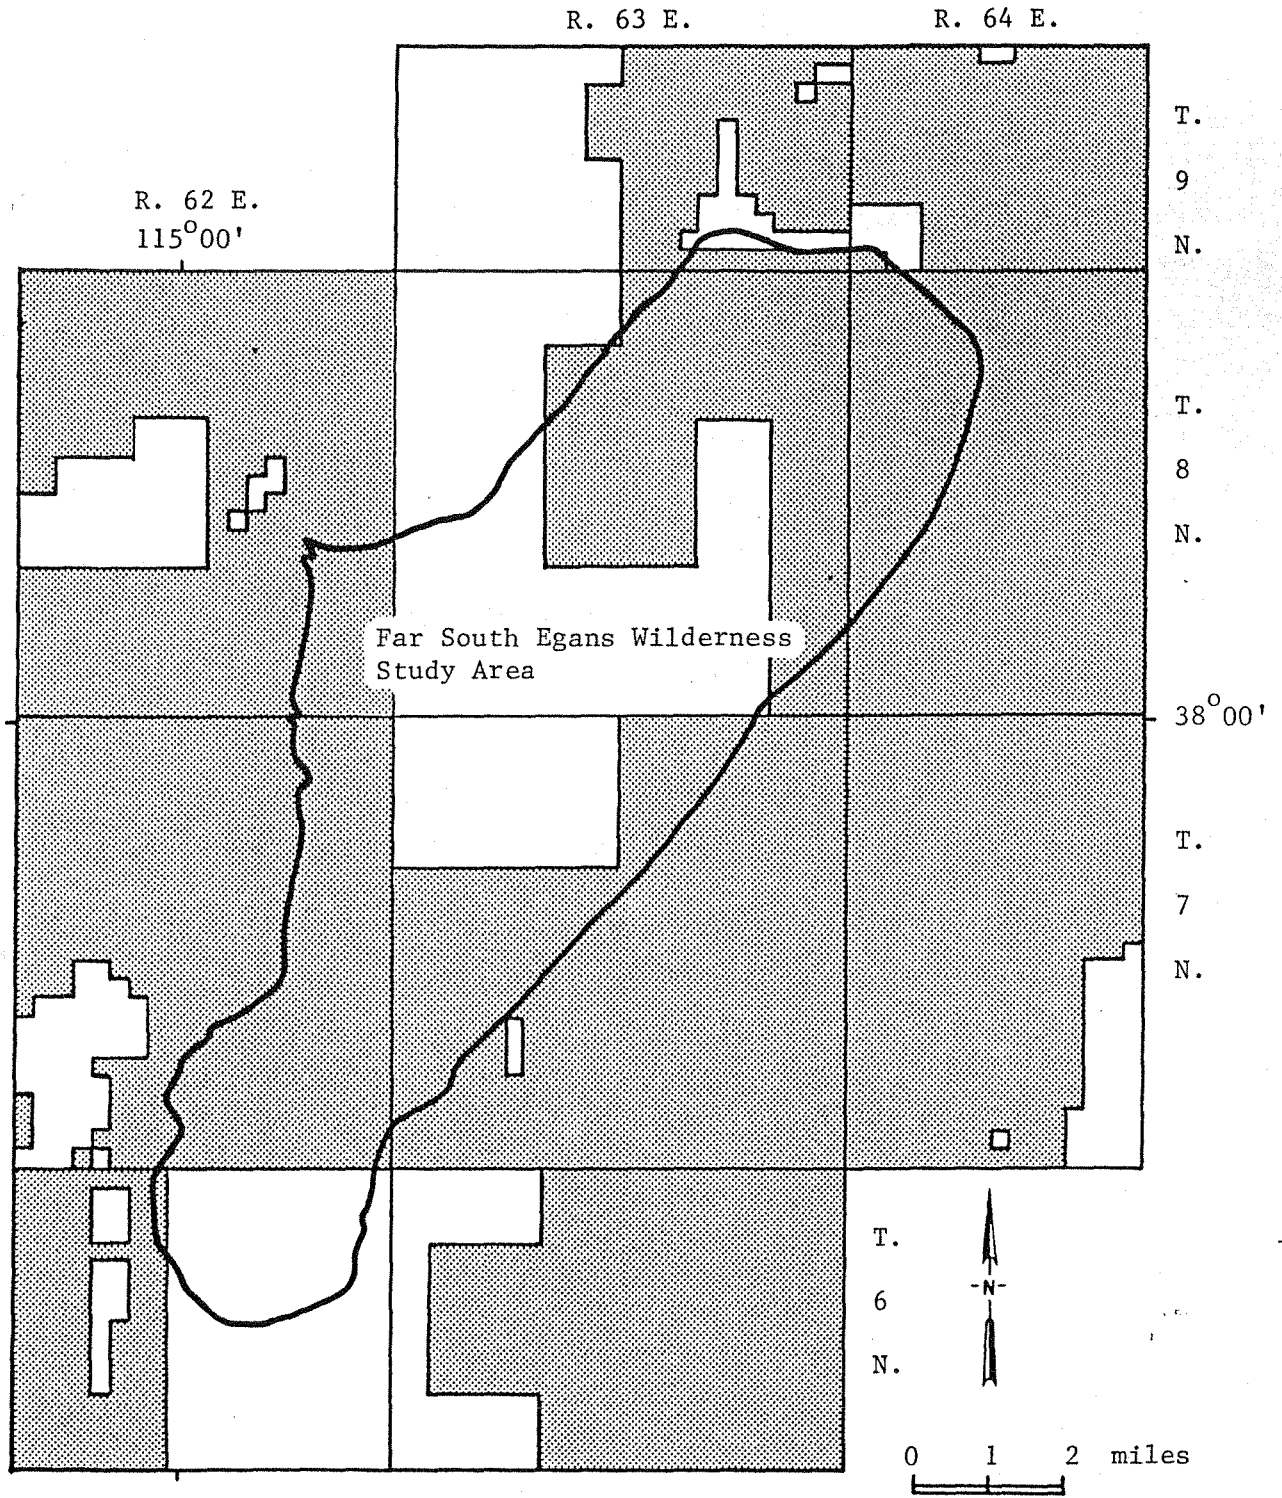 R. 63 E.
R. 64 E.
T.
9
N.
R. 62 E.
115°00'
T.
8
N.
Far South Egans Wilderness
Study Area
38°00'
T.
7
N.
T.
6
N.
-N-
0 1 2 miles